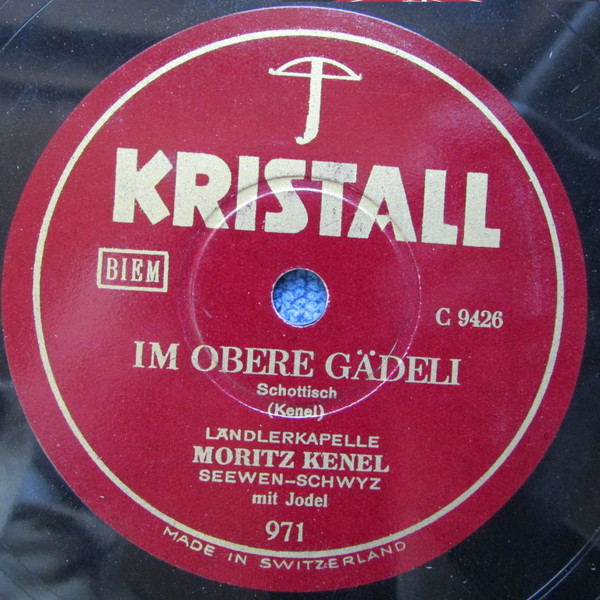 KRISTALL
BIEM
C 9426
IM OBERE GÄDELI
Schottisch
(Kenel)
LÄNDLERKAPELLE
MORITZ KENEL
SEEWEN-SCHWYZ
mit Jodel
971
MADE IN SWITZERLAND